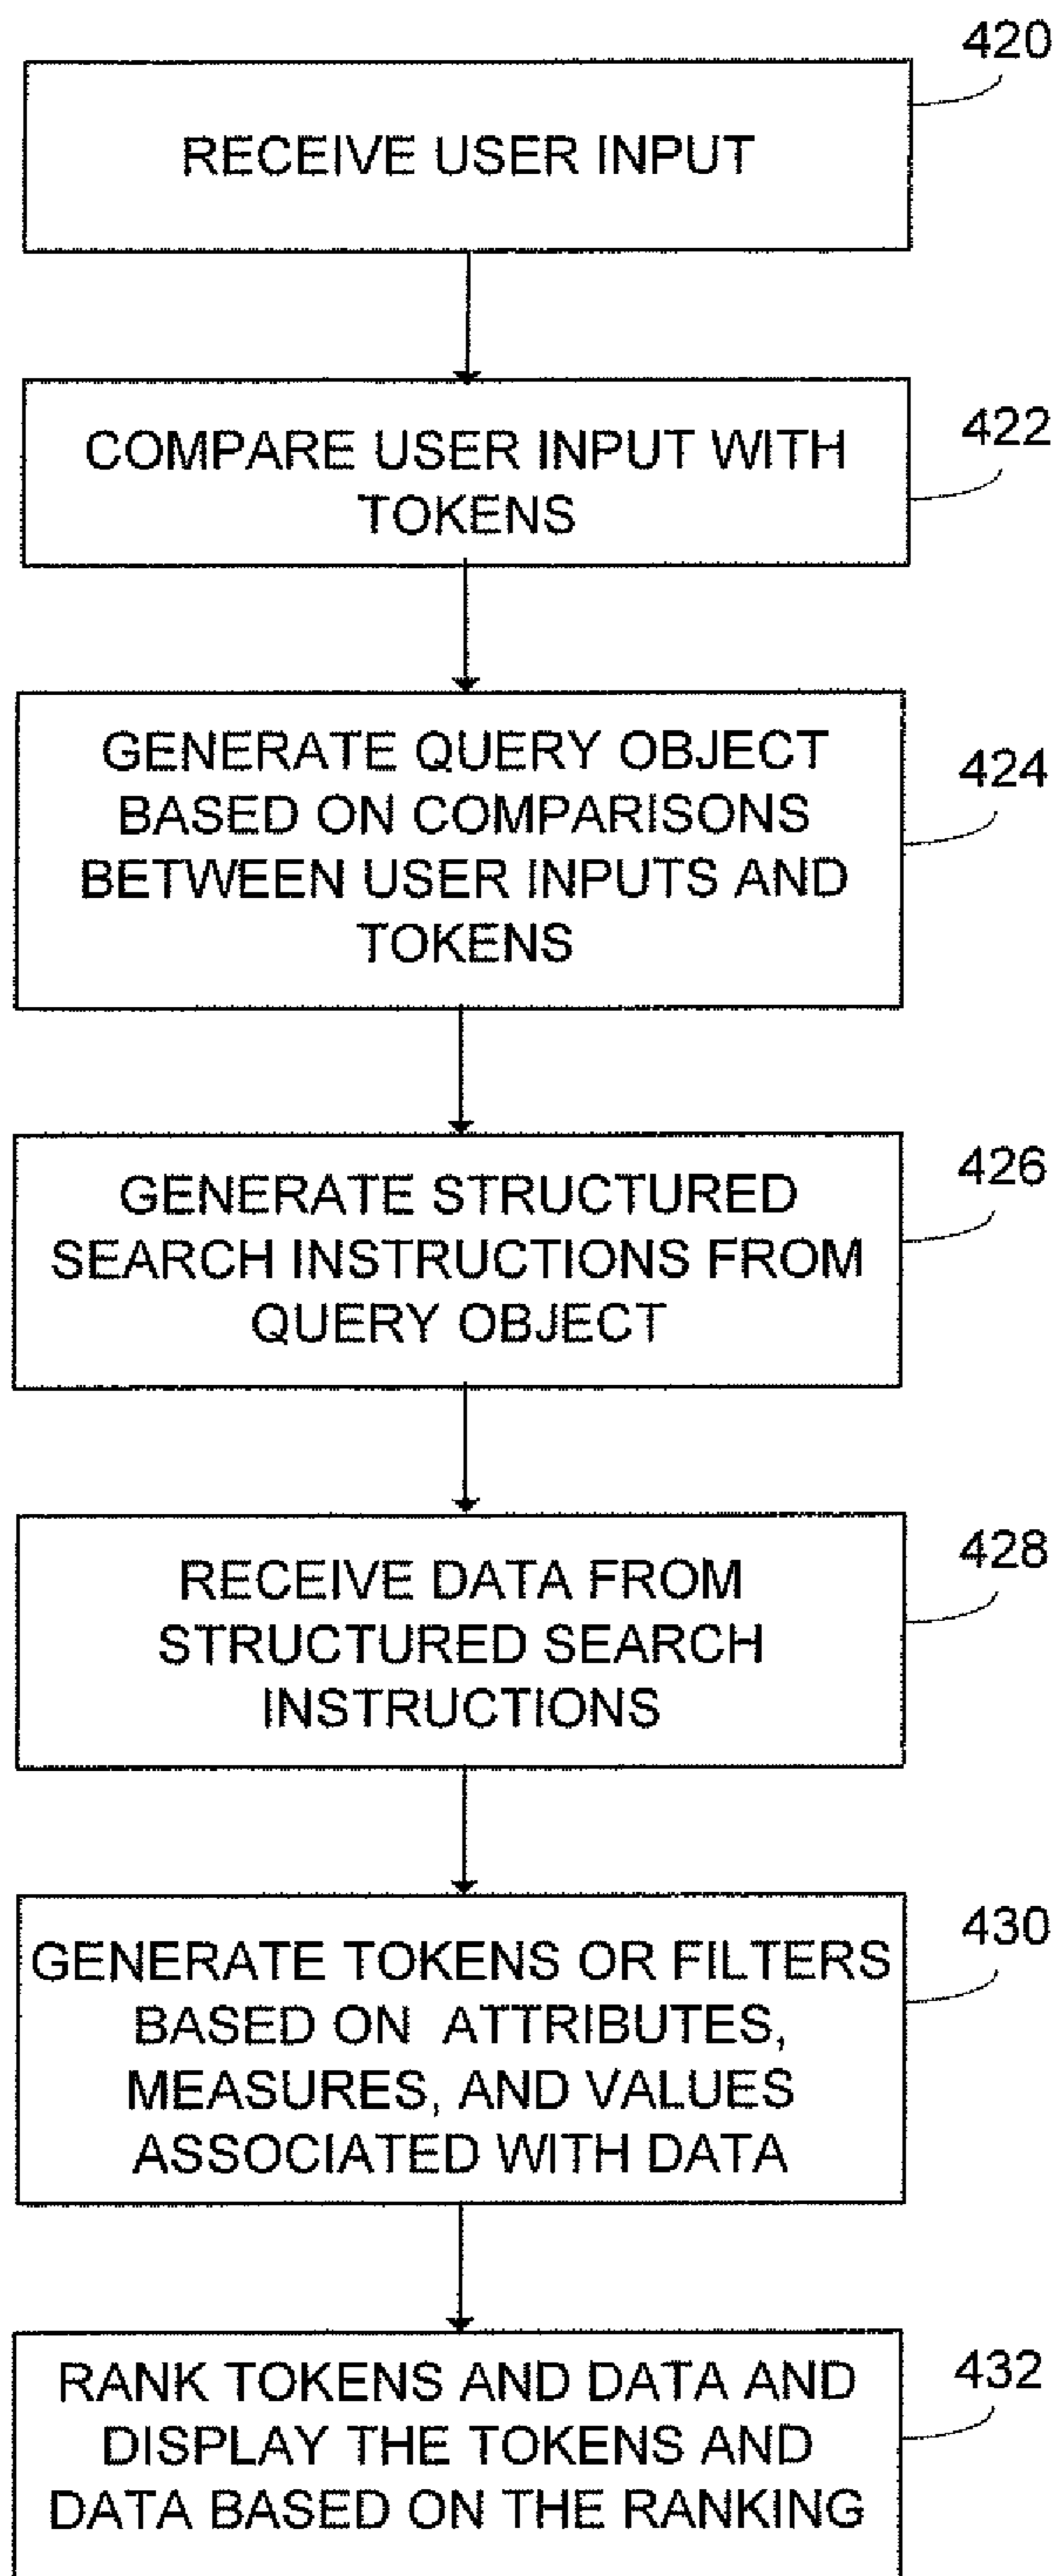 420
RECEIVE USER INPUT
422
COMPARE USER INPUT WITH
TOKENS
424
GENERATE QUERY OBJECT
BASED ON COMPARISONS
BETWEEN USER INPUTS AND
TOKENS
426
GENERATE STRUCTURED
SEARCH INSTRUCTIONS FROM
QUERY OBJECT
428
RECEIVE DATA FROM
STRUCTURED SEARCH
INSTRUCTIONS
430
GENERATE TOKENS OR FILTERS
BASED ON ATTRIBUTES,
MEASURES, AND VALUES
ASSOCIATED WITH DATA
432
RANK TOKENS AND DATA AND
DISPLAY THE TOKENS AND
DATA BASED ON THE RANKING